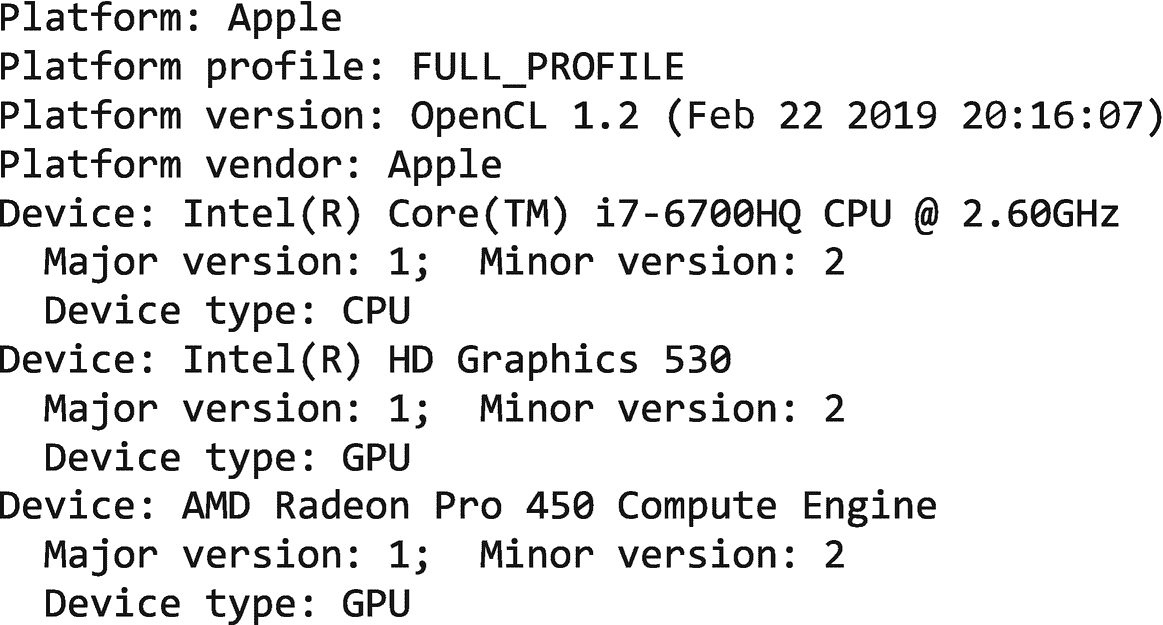 Platform: Apple
Platform profile: FULL_PROFILE
Platform version: OpenCL 1.2 (Feb 22 2019 20:16:07)
Platform vendor: Apple
Device: Intel(R) Core(TM) i7-6700HQ CPU @ 2.60GHz
  Major version: 1;  Minor version: 2
  Device type: CPU
Device: Intel(R) HD Graphics 530
  Major version: 1;  Minor version: 2
  Device type: GPU
Device: AMD Radeon Pro 450 Compute Engine
  Major version: 1;  Minor version: 2
  Device type: GPU